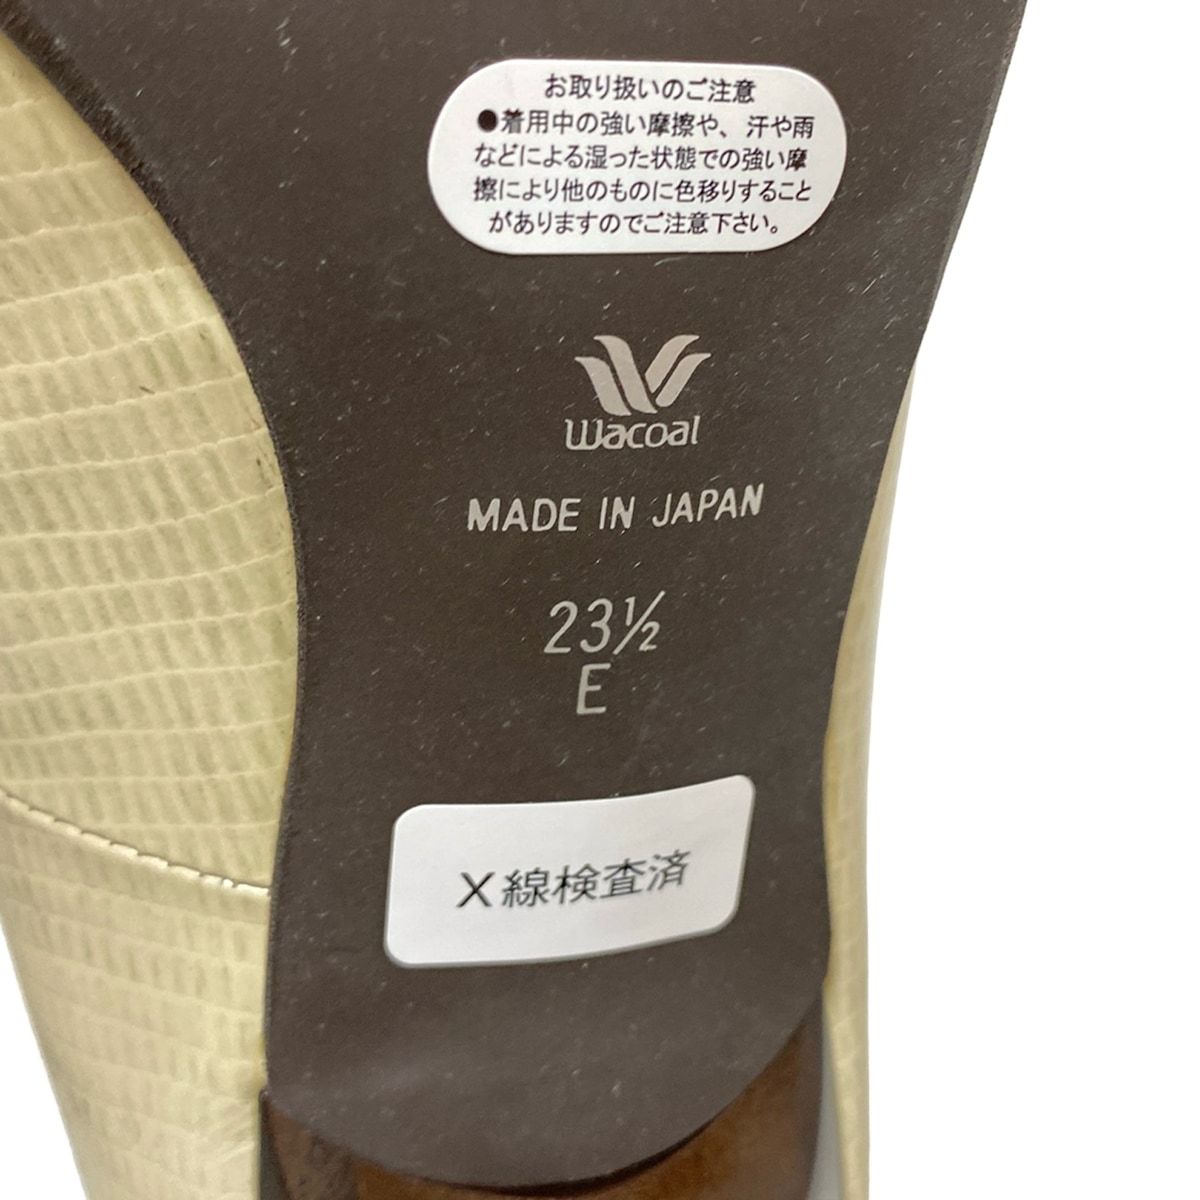 お取り扱いのご注意
●着用中の強い摩擦や、汗や雨
などによる湿った状態での強い摩
擦により他のものに色移りすること
がありますのでご注意下さい。
Wacoal
MADE IN JAPAN
23½
E
X線検査済